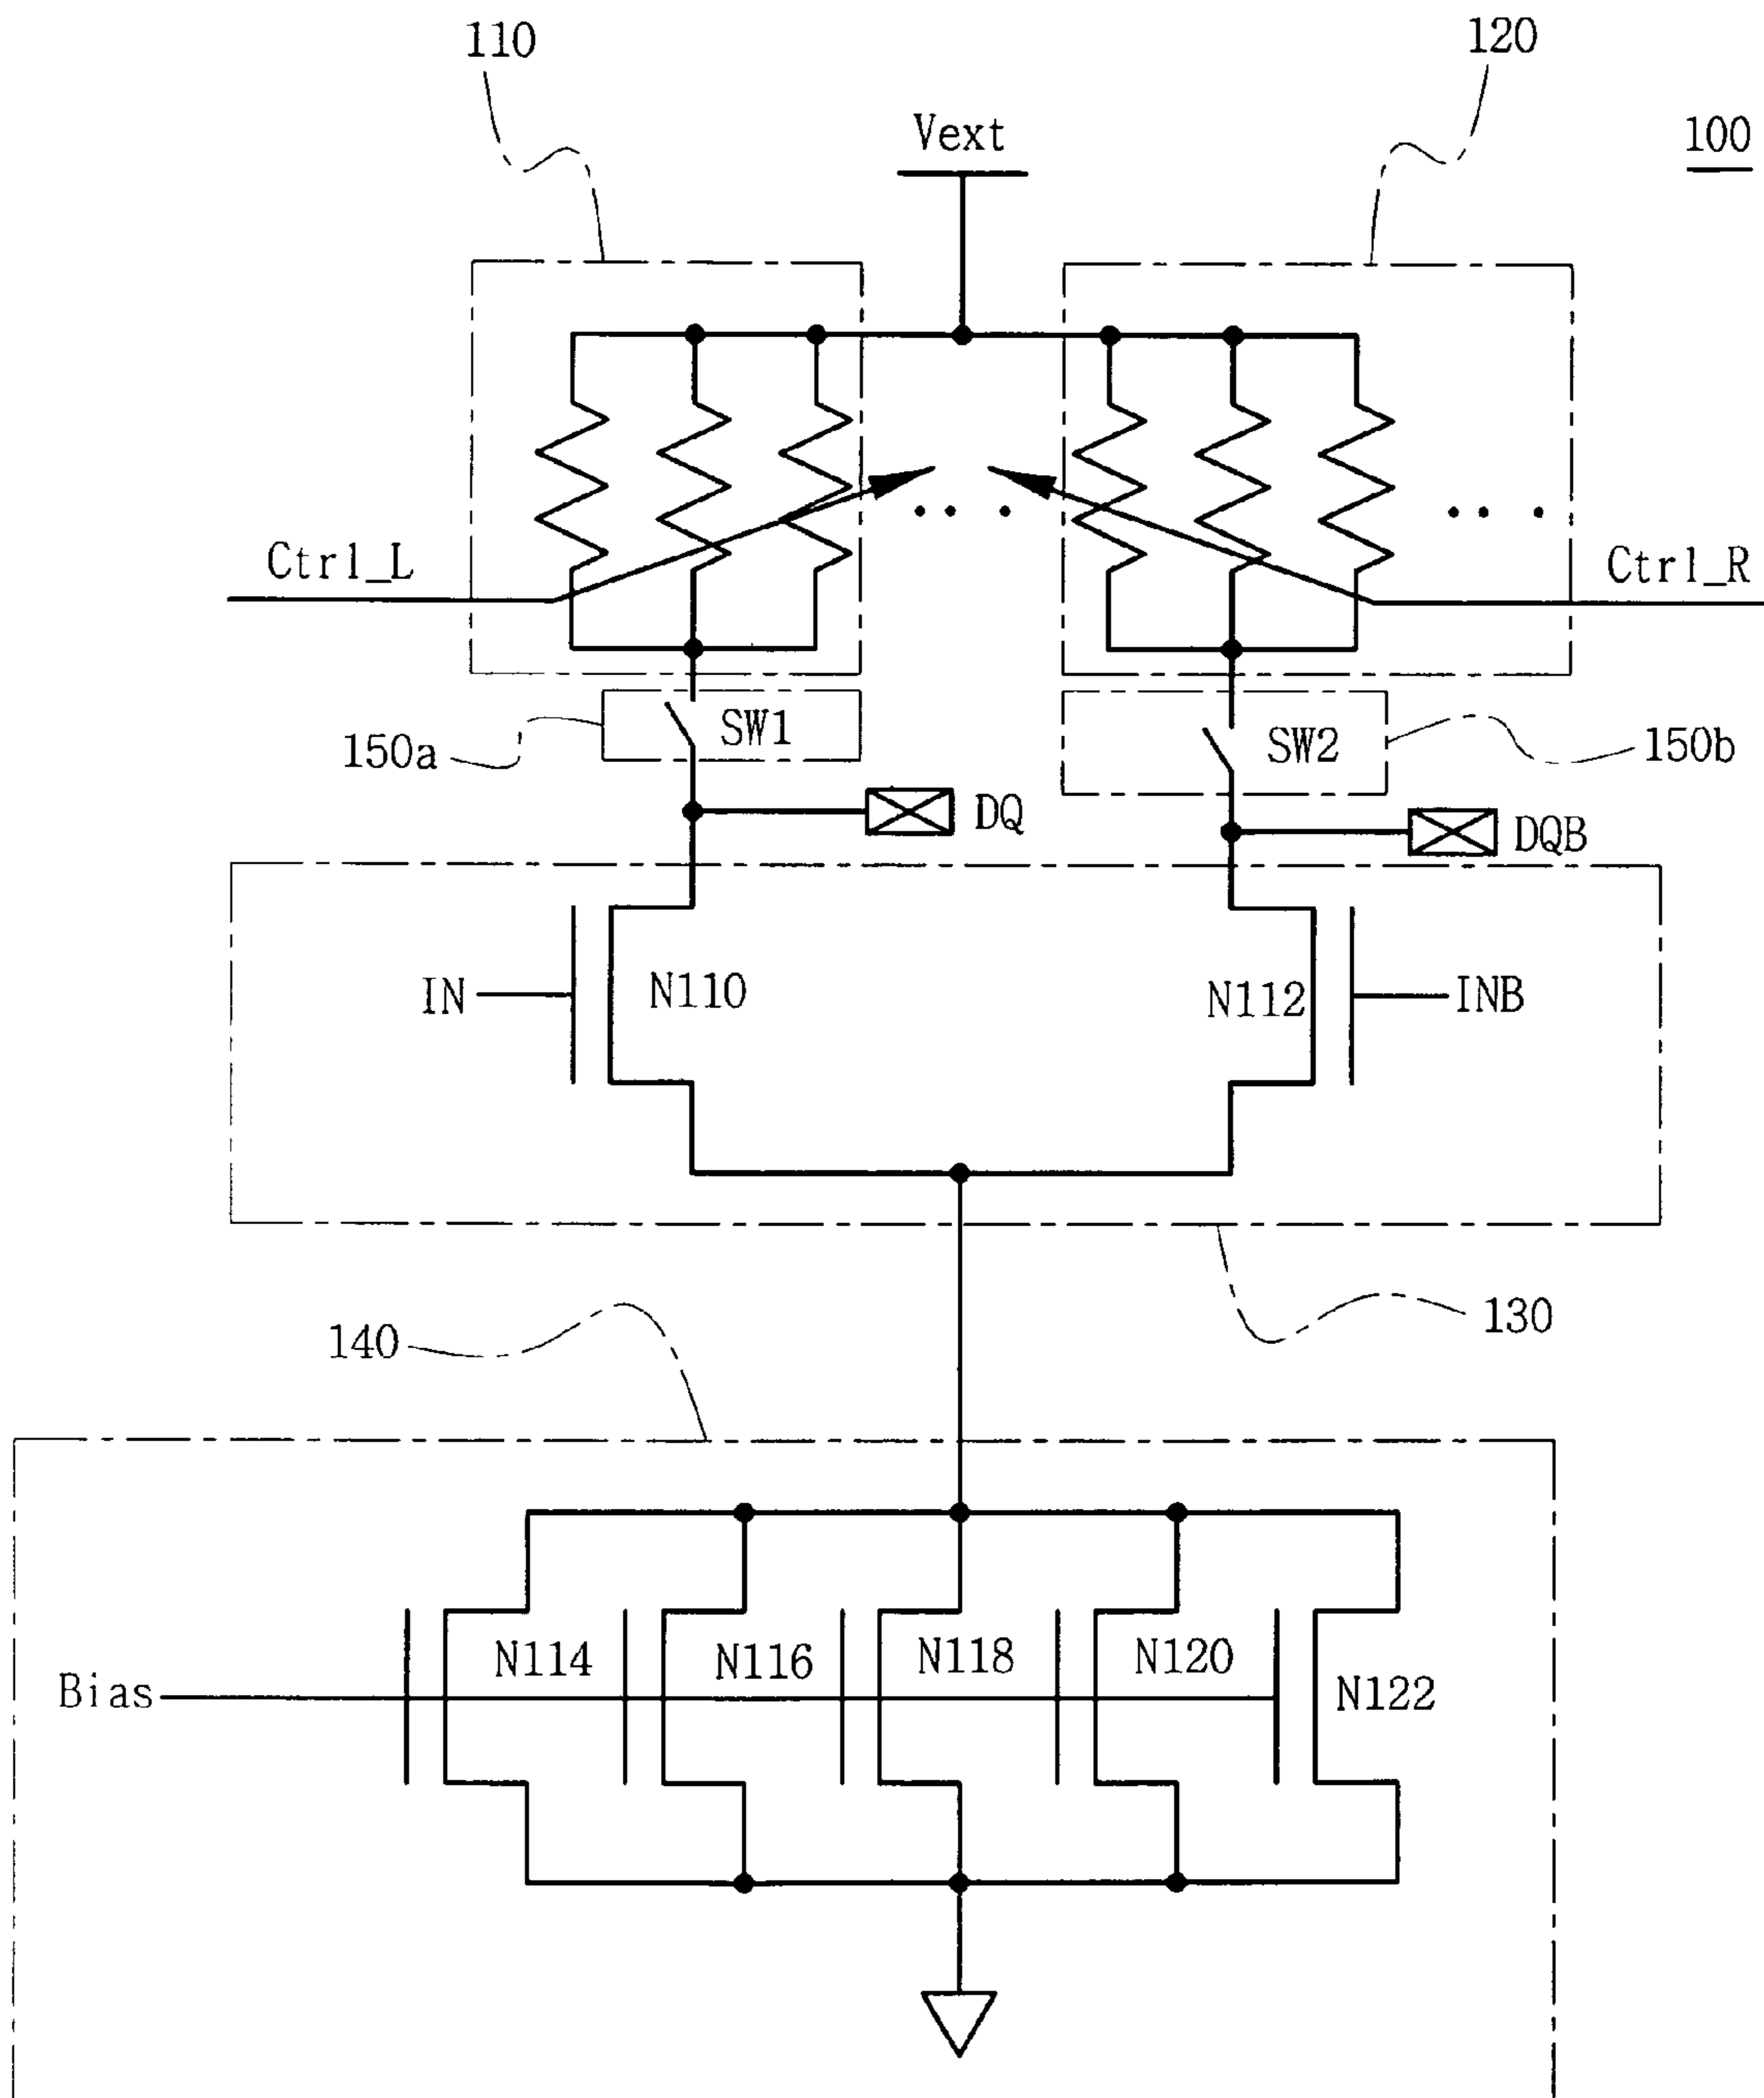 110
120
Vext
100
Ctrl_L
Ctrl_R
SW1
150a
SW2
150b
DQ
DQB
IN
N110
N112
INB
130
140
N114
N116
N118
N120
N122
Bias